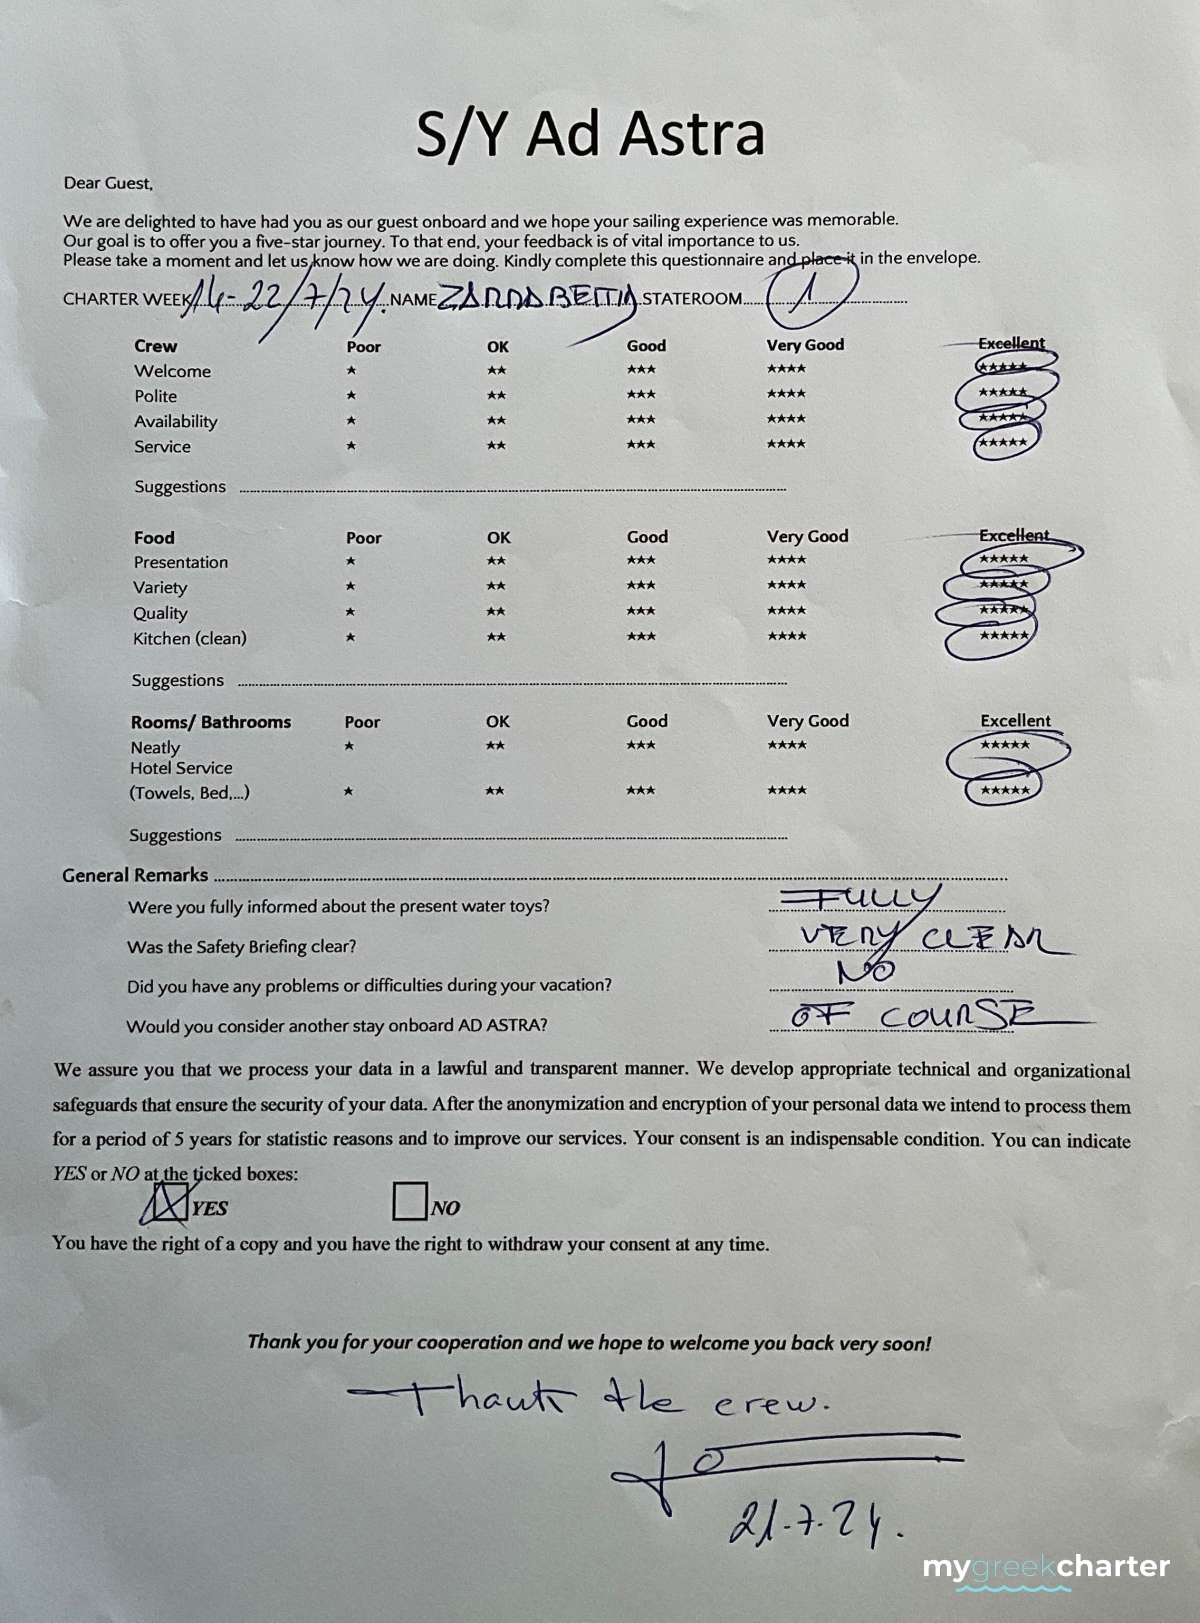 S/Y Ad Astra
Dear Guest,
We are delighted to have had you as our guest onboard and we hope your sailing experience was memorable.
Our goal is to offer you a five-star journey. To that end, your feedback is of vital importance to us.
Please take a moment and let us know how we are doing. Kindly complete this questionnaire and place it in the envelope.
CHARTER WEEK 14-22/7/24. NAME STATEROOM 1
Crew Poor OK Good Very Good Excellent
Welcome ★ ★★ ★★★ ★★★★ ★★★★★
Polite ★ ★★ ★★★ ★★★★ ★★★★★
Availability ★ ★★ ★★★ ★★★★ ★★★★★
Service ★ ★★ ★★★ ★★★★ ★★★★★
Suggestions
Food Poor OK Good Very Good Excellent
Presentation ★ ★★ ★★★ ★★★★ ★★★★★
Variety ★ ★★ ★★★ ★★★★ ★★★★★
Quality ★ ★★ ★★★ ★★★★ ★★★★★
Kitchen (clean) ★ ★★ ★★★ ★★★★ ★★★★★
Suggestions
Rooms/ Bathrooms Poor OK Good Very Good Excellent
Neatly ★ ★★ ★★★ ★★★★ ★★★★★
Hotel Service
(Towels, Bed,...) ★ ★★ ★★★ ★★★★ ★★★★★
Suggestions
General Remarks
Were you fully informed about the present water toys? FULLY
Was the Safety Briefing clear? VERY CLEAR
Did you have any problems or difficulties during your vacation? NO
Would you consider another stay onboard AD ASTRA? OF COURSE
We assure you that we process your data in a lawful and transparent manner. We develop appropriate technical and organizational
safeguards that ensure the security of your data. After the anonymization and encryption of your personal data we intend to process them
for a period of 5 years for statistic reasons and to improve our services. Your consent is an indispensable condition. You can indicate
YES or NO at the ticked boxes:
YES NO
You have the right of a copy and you have the right to withdraw your consent at any time.
Thank you for your cooperation and we hope to welcome you back very soon!
Thank the crew.
21.7.24.
mygreekcharter